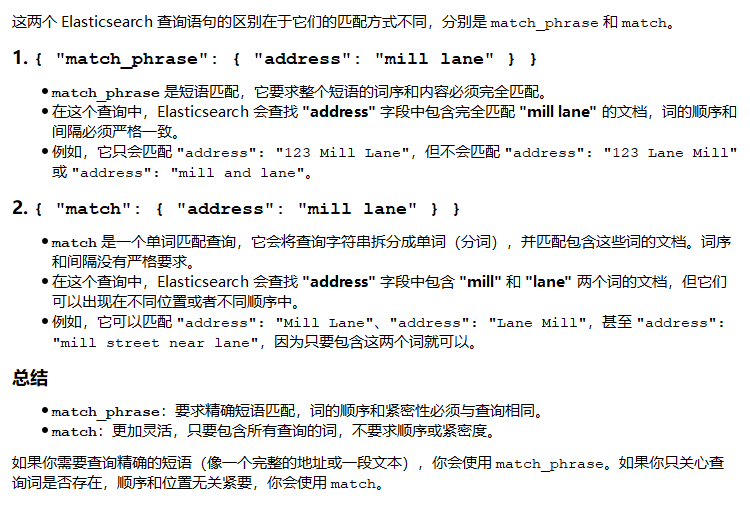 这两个 Elasticsearch 查询语句的区别在于它们的匹配方式不同，分别是 match_phrase 和 match。
1. { "match_phrase": { "address": "mill lane" } }
• match_phrase 是短语匹配，它要求整个短语的词序和内容必须完全匹配。
• 在这个查询中，Elasticsearch 会查找 "address" 字段中包含完全匹配 "mill lane" 的文档，词的顺序和
间隔必须严格一致。
• 例如，它只会匹配 "address": "123 Mill Lane"，但不会匹配 "address": "123 Lane Mill"
或 "address": "mill and lane"。
2. { "match": { "address": "mill lane" } }
• match 是一个单词匹配查询，它会将查询字符串拆分成单词（分词），并匹配包含这些词的文档。词序
和间隔没有严格要求。
• 在这个查询中，Elasticsearch 会查找 "address" 字段中包含 "mill" 和 "lane" 两个词的文档，但它们
可以出现在不同位置或者不同顺序中。
• 例如，它可以匹配 "address": "Mill Lane"、"address": "Lane Mill"，甚至 "address":
"mill street near lane"，因为只要包含这两个词就可以。
总结
• match_phrase：要求精确短语匹配，词的顺序和紧密性必须与查询相同。
• match：更加灵活，只要包含所有查询的词，不要求顺序或紧密度。
如果你需要查询精确的短语（像一个完整的地址或一段文本），你会使用 match_phrase。如果你只关心查
询词是否存在，顺序和位置无关紧要，你会使用 match。